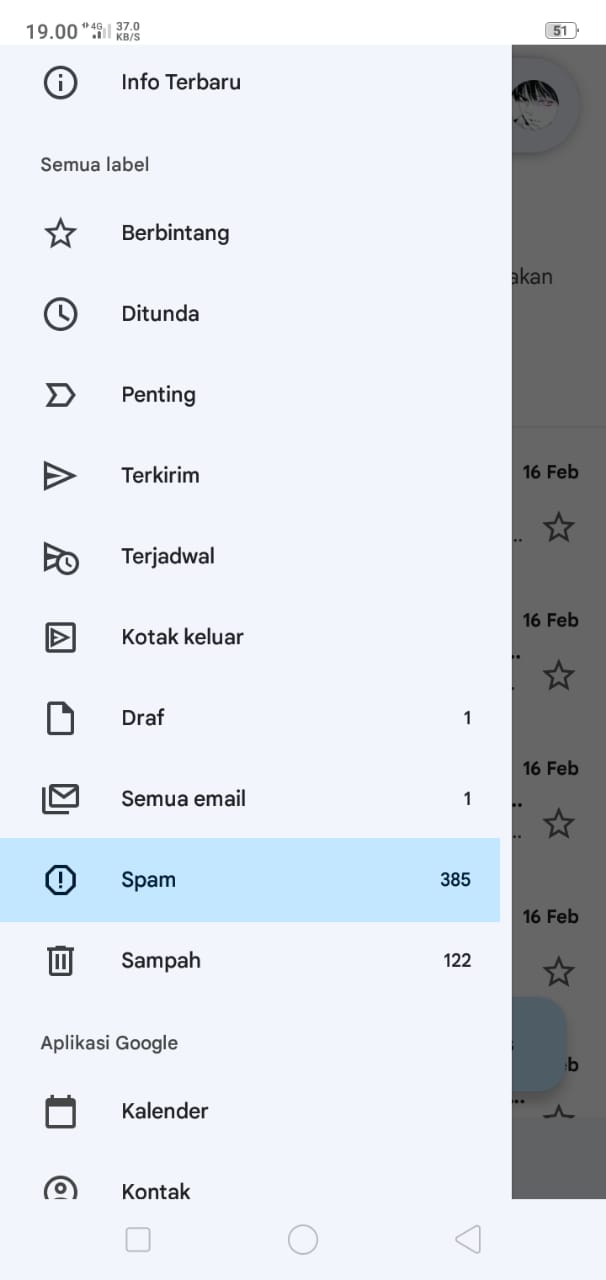 19.00 4G 37.0 KB/S 51
Info Terbaru
Semua label
Berbintang
Ditunda
akan
Penting
16 Feb
Terkirim
Terjadwal
16 Feb
Kotak keluar
Draf 1
16 Feb
Semua email 1
Spam 385
16 Feb
Sampah 122
Aplikasi Google
Kalender
Kontak